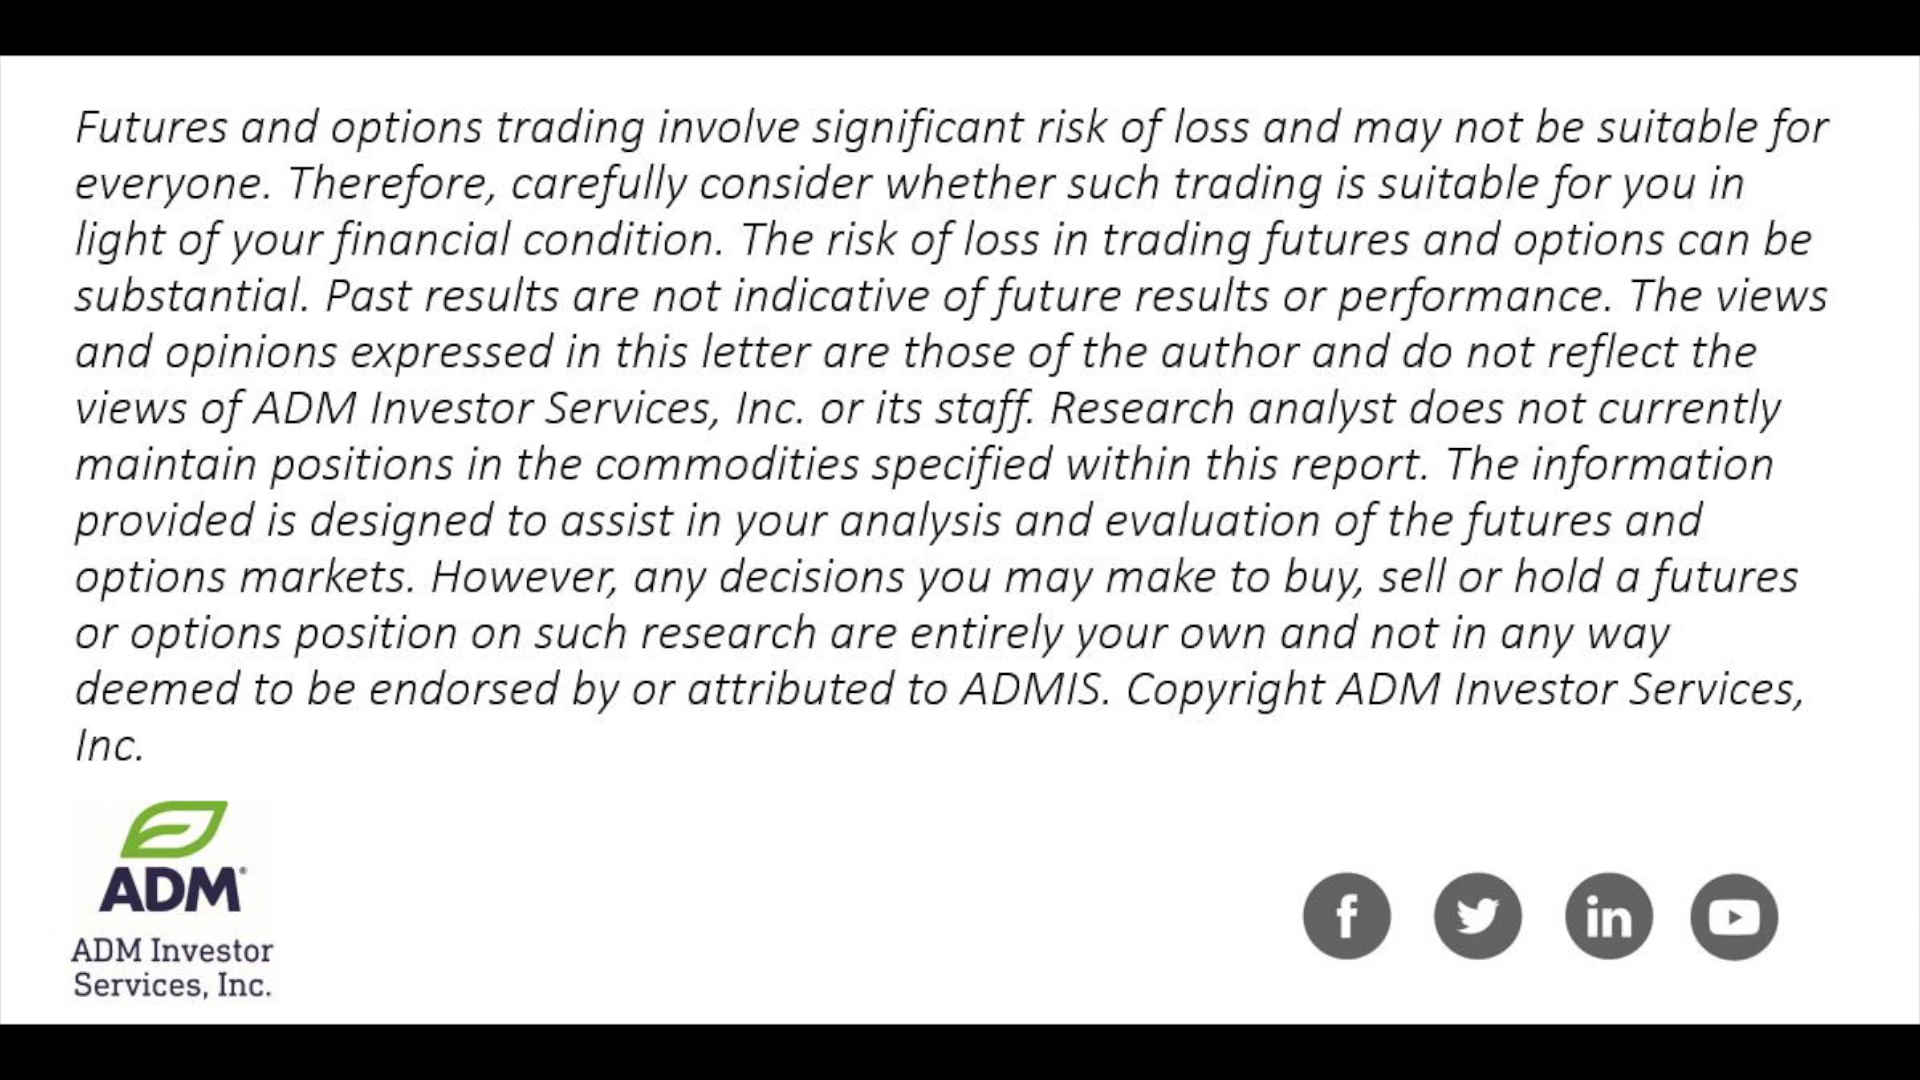 Futures and options trading involve significant risk of loss and may not be suitable for
everyone. Therefore, carefully consider whether such trading is suitable for you in
light of your financial condition. The risk of loss in trading futures and options can be
substantial. Past results are not indicative of future results or performance. The views
and opinions expressed in this letter are those of the author and do not reflect the
views of ADM Investor Services, Inc. or its staff. Research analyst does not currently
maintain positions in the commodities specified within this report. The information
provided is designed to assist in your analysis and evaluation of the futures and
options markets. However, any decisions you may make to buy, sell or hold a futures
or options position on such research are entirely your own and not in any way
deemed to be endorsed by or attributed to ADMIS. Copyright ADM Investor Services,
Inc.
ADM®
ADM Investor
Services, Inc.
f in